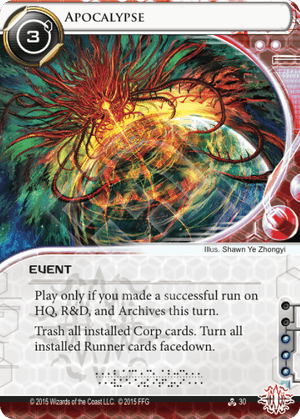 Apocalypse
3
Illus. Shawn Ye Zhongyi
EVENT
Play only if you made a successful run on
HQ, R&D, and Archives this turn.
Trash all installed Corp cards. Turn all
installed Runner cards facedown.
© 2015 Wizards of the Coast LLC. © 2015 FFG
30